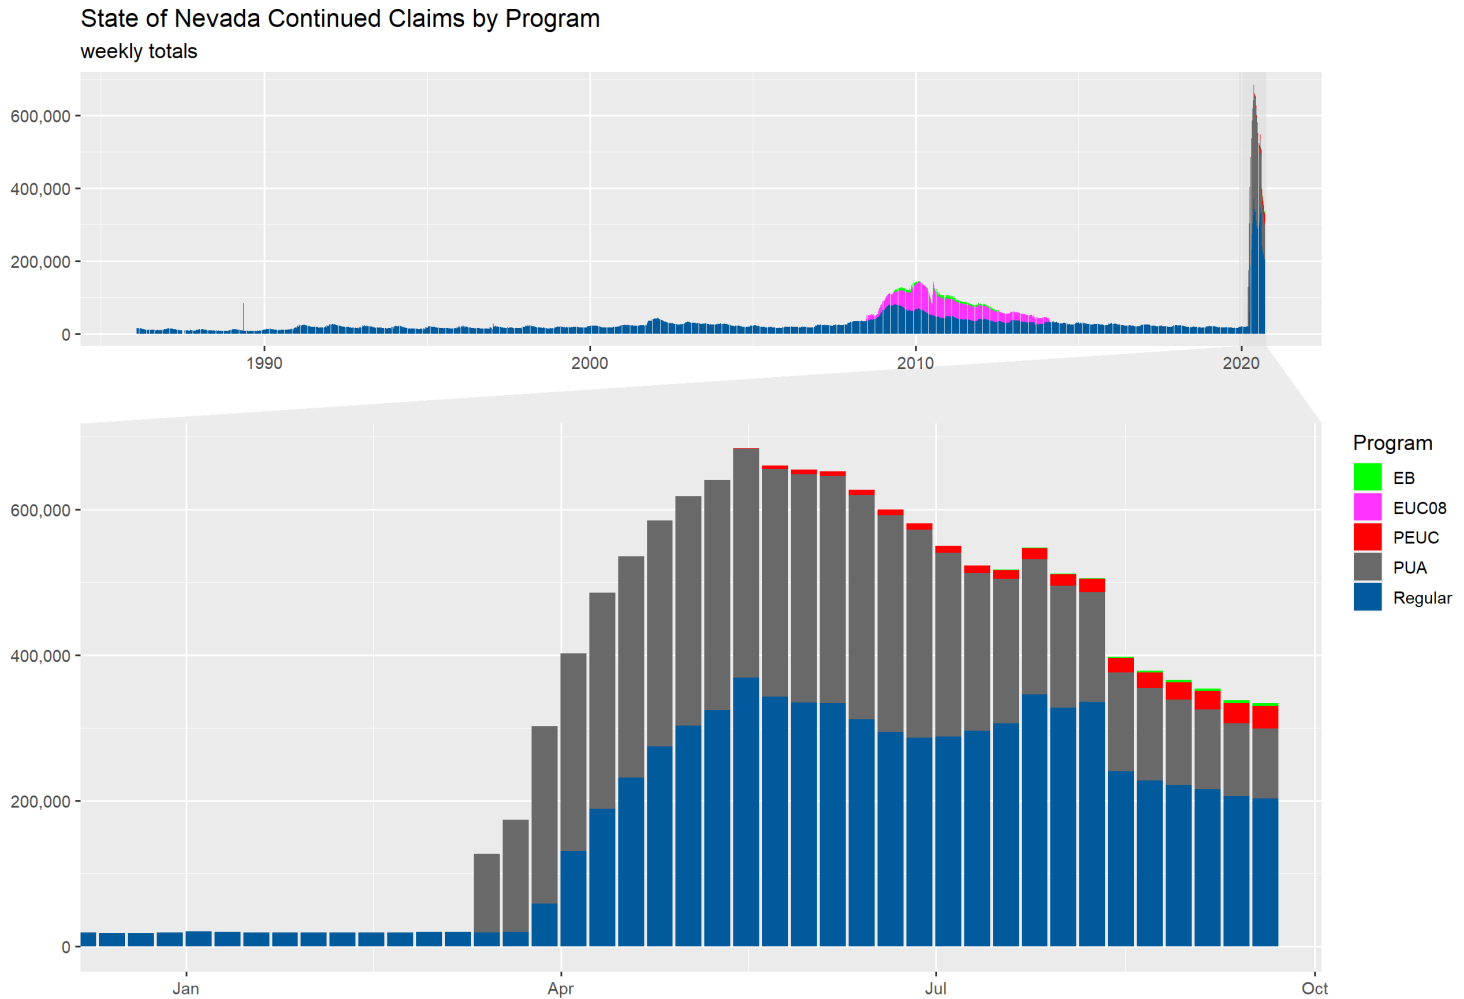 State of Nevada Continued Claims by Program
weekly totals
600,000
400,000
200,000
0
1990
2000
2010
2020
600,000
400,000
200,000
0
Jan
Apr
Jul
Oct
Program
EB
EUC08
PEUC
PUA
Regular